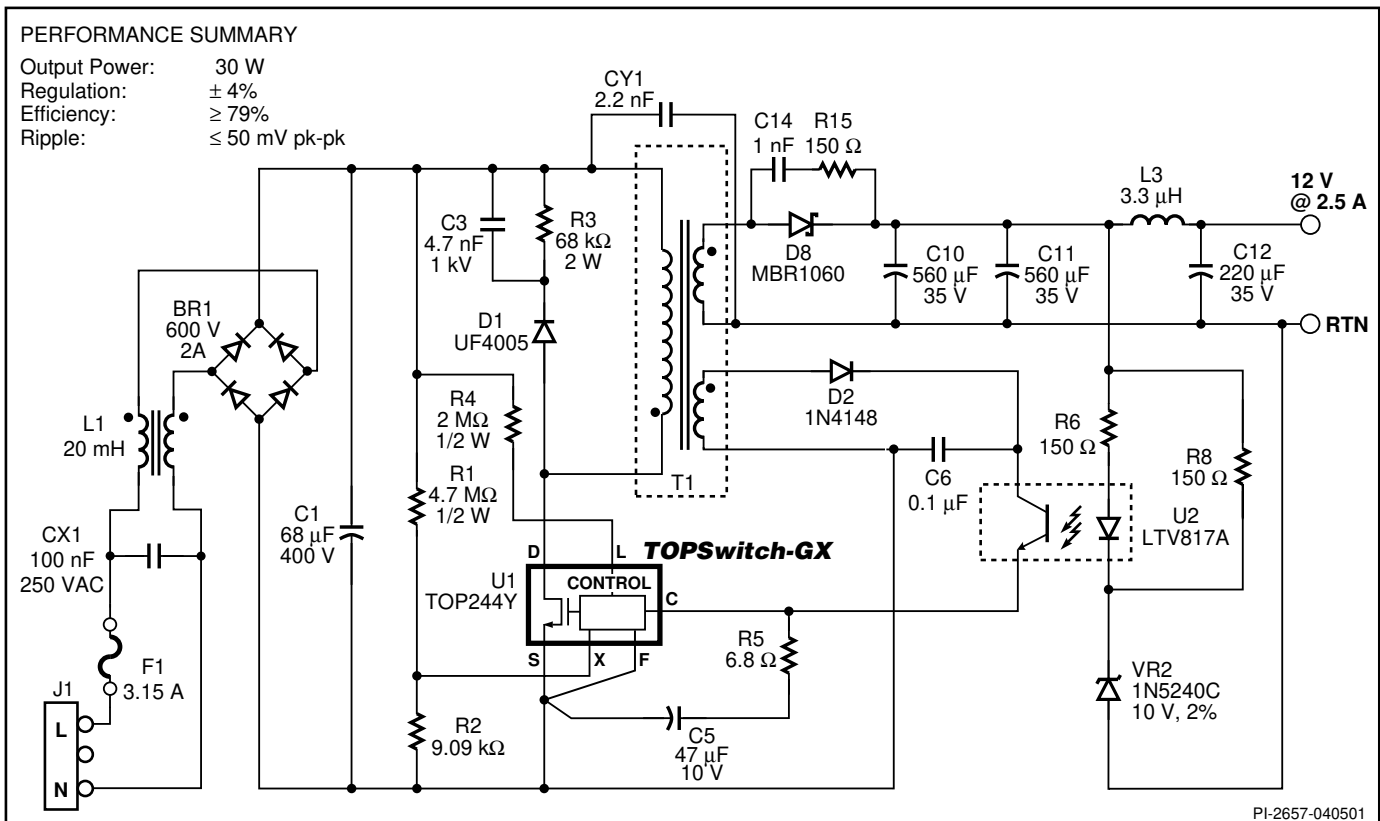 PERFORMANCE SUMMARY
Output Power: 30 W
Regulation: ± 4%
Efficiency: ≥ 79%
Ripple: ≤ 50 mV pk-pk
CY1
2.2 nF
C14
1 nF
R15
150 Ω
L3
3.3 µH
12 V
@ 2.5 A
C3
4.7 nF
1 kV
R3
68 kΩ
2 W
D8
MBR1060
C10
560 µF
35 V
C11
560 µF
35 V
C12
220 µF
35 V
BR1
600 V
2A
D1
UF4005
RTN
D2
1N4148
R4
2 MΩ
1/2 W
R6
150 Ω
L1
20 mH
R1
4.7 MΩ
1/2 W
T1
C6
0.1 µF
R8
150 Ω
C1
68 µF
400 V
U2
LTV817A
CX1
100 nF
250 VAC
D
L
TOPSwitch-GX
U1
TOP244Y
CONTROL
C
S
X
F
R5
6.8 Ω
F1
3.15 A
J1
L
N
VR2
1N5240C
10 V, 2%
R2
9.09 kΩ
C5
47 µF
10 V
PI-2657-040501